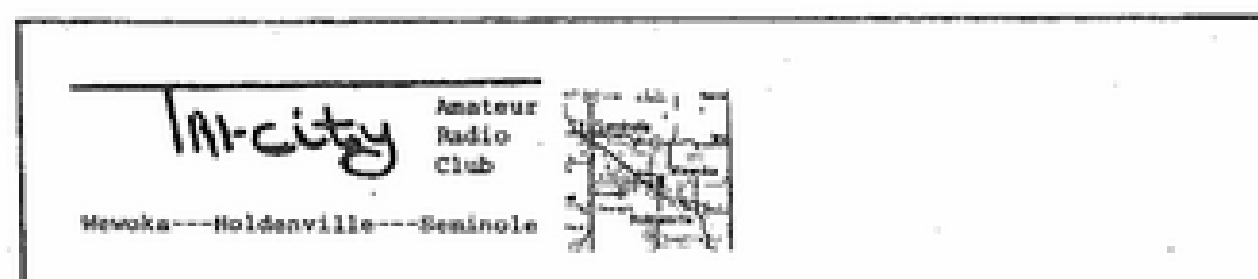 Tri-city
Amateur
Radio
Club
Wewoka---Holdenville---Seminole